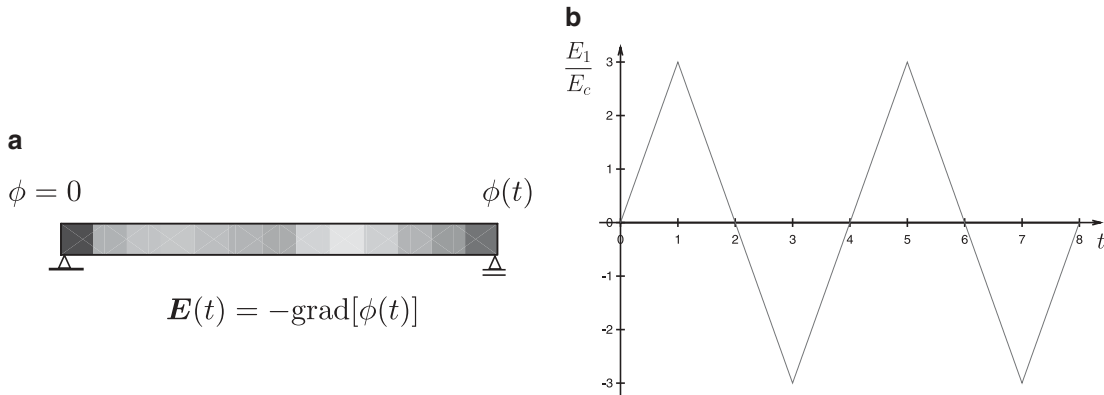 a
ϕ = 0
ϕ(t)
E(t) = −grad[ϕ(t)]
b
E₁
E_c
3
2
1
0
-1
-2
-3
0 1 2 3 4 5 6 7 8 t